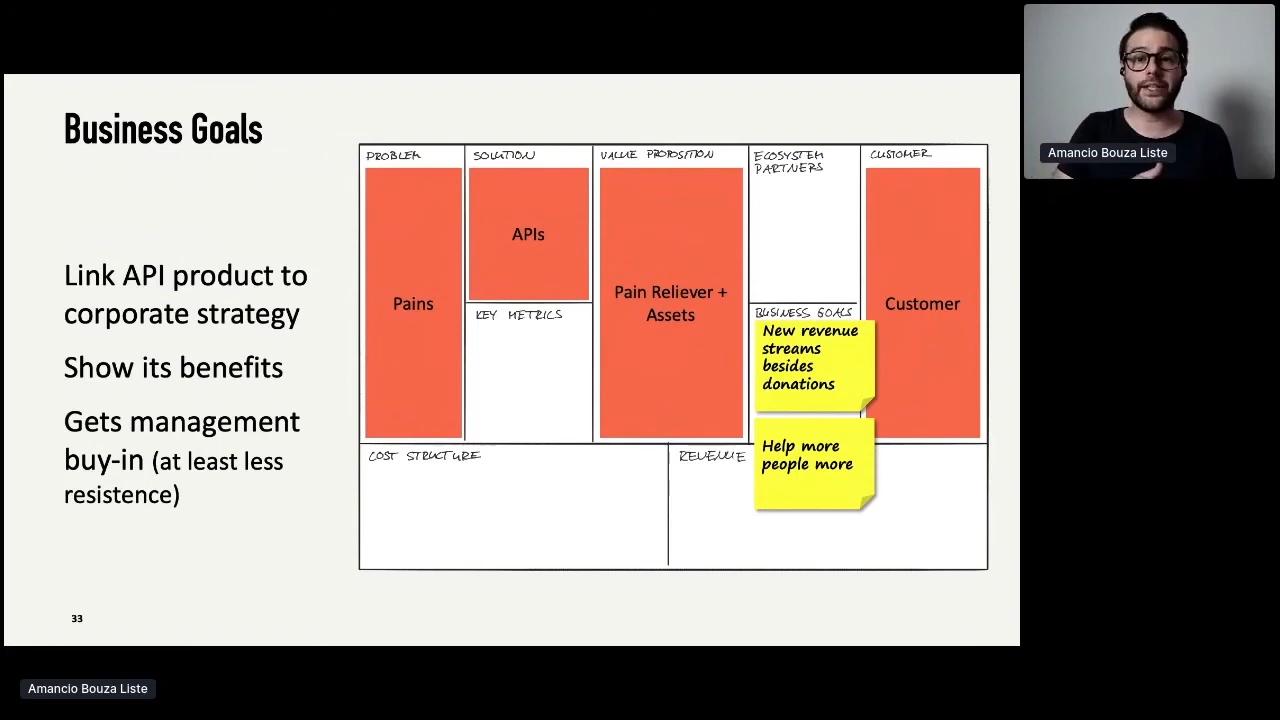 Business Goals
Link API product to
corporate strategy
Show its benefits
Gets management
buy-in (at least less
resistence)
PROBLEM
SOLUTION
VALUE PROPOSITION
ECOSYSTEM
PARTNERS
CUSTOMER
Pains
APIs
KEY METRICS
Pain Reliever +
Assets
BUSINESS GOALS
New revenue
streams
besides
donations
Customer
COST STRUCTURE
REVENUE
Help more
people more
33
Amancio Bouza Liste
Amancio Bouza Liste